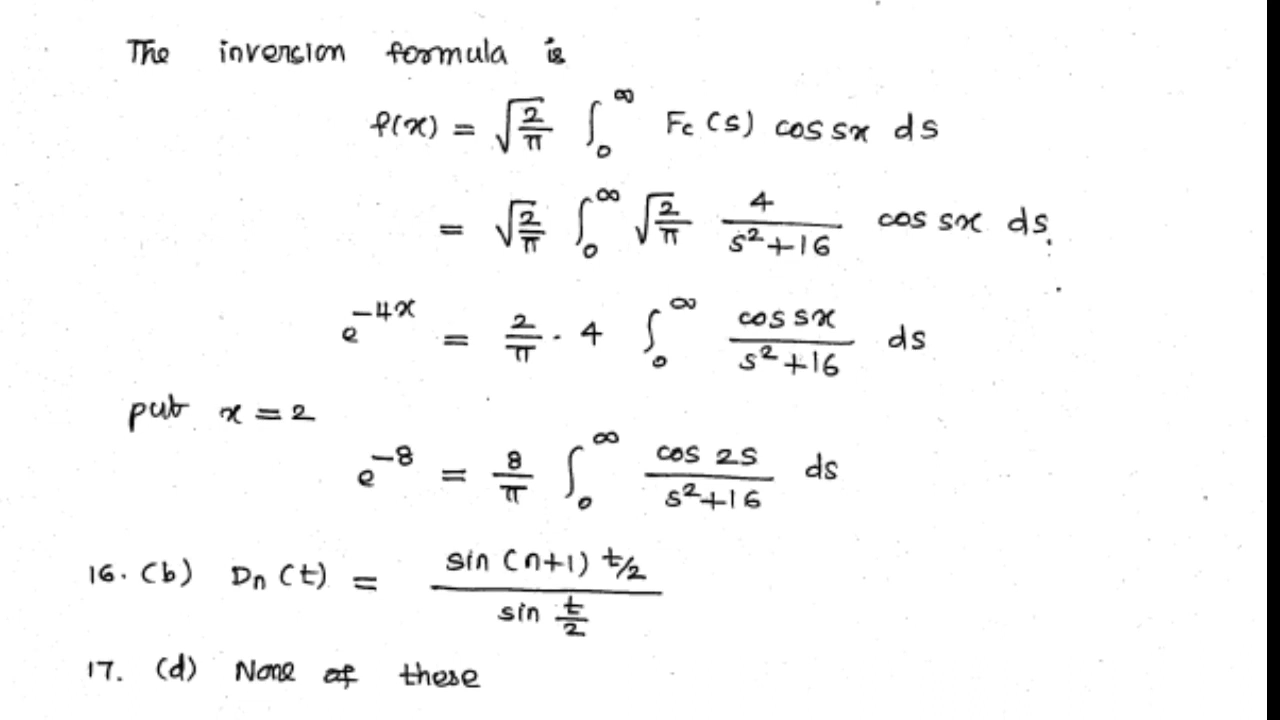 The inversion formula is
f(x) = √(2/π) ∫₀^∞ Fc (s) cos sx ds
= √(2/π) ∫₀^∞ √(2/π) 4/(s²+16) cos sx ds.
e^(-4x) = 2/π · 4 ∫₀^∞ cos sx/(s²+16) ds
put x = 2
e^(-8) = 8/π ∫₀^∞ cos 2s/(s²+16) ds
16. (b) Dn (t) = sin (n+1) t/2 / sin t/2
17. (d) None of these